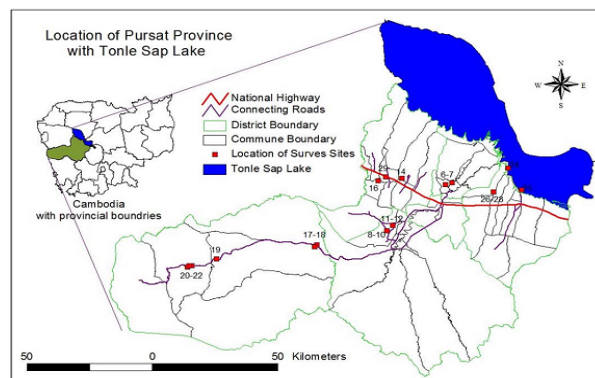 Location of Pursat Province
with Tonle Sap Lake
N
W
E
S
National Highway
Connecting Roads
District Boundary
Commune Boundary
Location of Surves Sites
Tonle Sap Lake
Cambodia
with provincial boundries
14
16
6-7
26-28
11-12
8-10
17-18
19
20-22
50
0
50
Kilometers